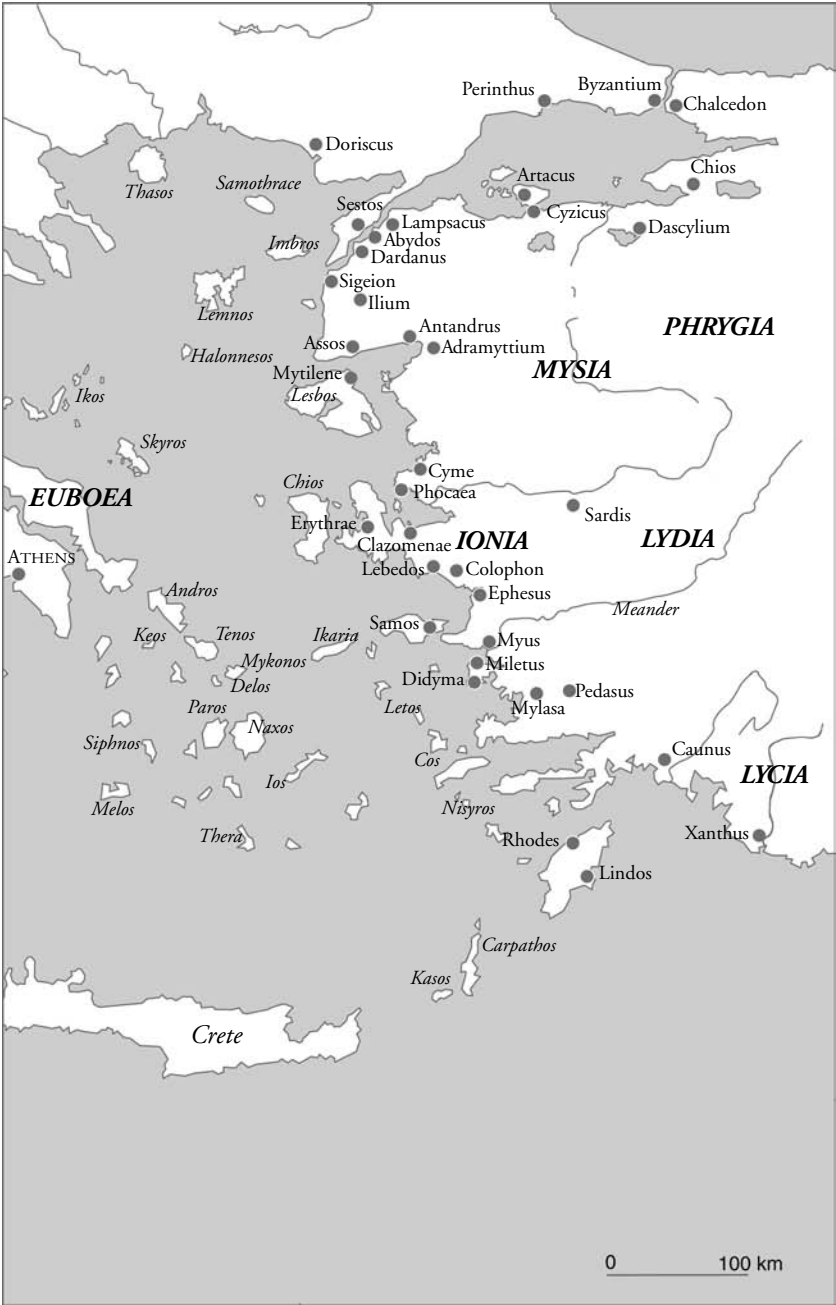 Byzantium
Perinthus
Chalcedon
Doriscus
Chios
Artacus
Thasos
Samothrace
Sestos
Cyzicus
Lampsacus
Dascylium
Abydos
Imbros
Dardanus
Sigeion
Ilium
Lemnos
PHRYGIA
Antandrus
Assos
Adramyttium
Halonnesos
MYSIA
Mytilene
Lesbos
Ikos
Skyros
Cyme
Chios
Phocaea
EUBOEA
Sardis
Erythrae
Clazomenae
IONIA
LYDIA
ATHENS
Lebedos
Colophon
Andros
Ephesus
Meander
Samos
Keos
Tenos
Ikaria
Myus
Mykonos
Miletus
Didyma
Delos
Pedasus
Paros
Letos
Mylasa
Naxos
Siphnos
Caunus
Cos
LYCIA
Ios
Melos
Nisyros
Thera
Rhodes
Xanthus
Lindos
Carpathos
Kasos
Crete
0 100 km